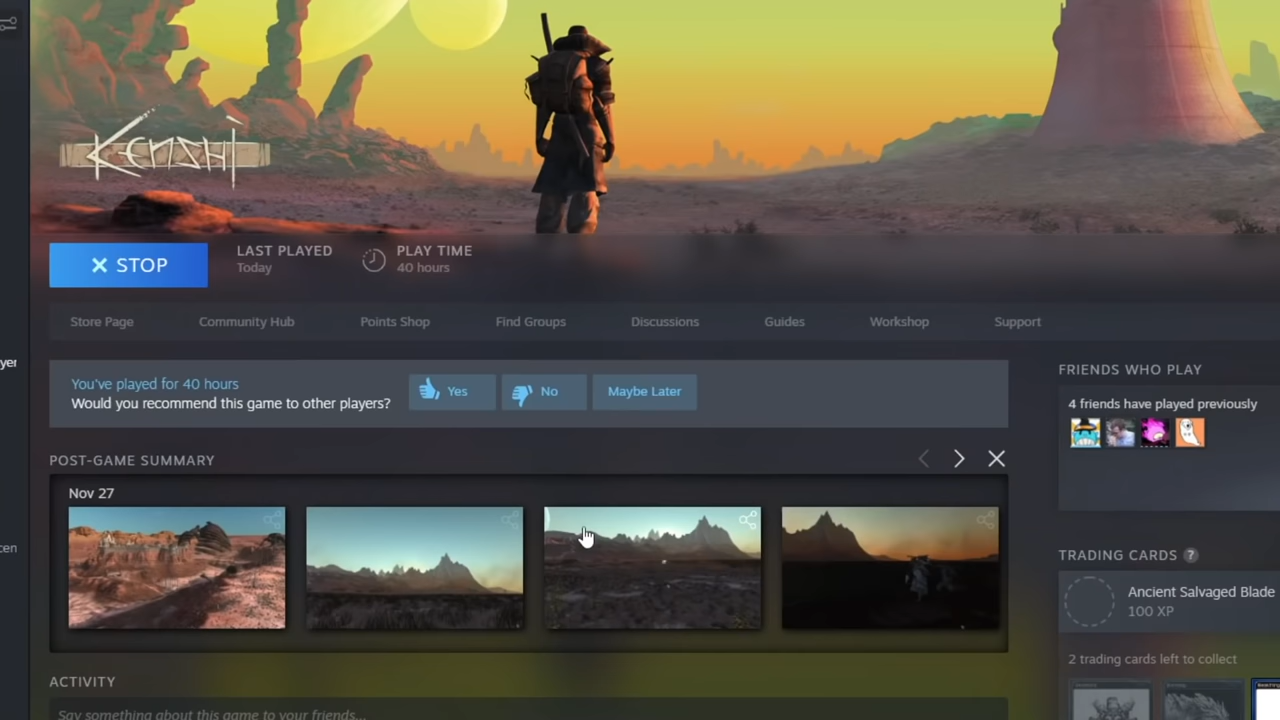 KENSHI
STOP
LAST PLAYED
Today
PLAY TIME
40 hours
Store Page
Community Hub
Points Shop
Find Groups
Discussions
Guides
Workshop
Support
You've played for 40 hours
Would you recommend this game to other players?
Yes
No
Maybe Later
FRIENDS WHO PLAY
4 friends have played previously
POST-GAME SUMMARY
Nov 27
TRADING CARDS ?
Ancient Salvaged Blade
100 XP
2 trading cards left to collect
ACTIVITY
Say something about this game to your friends...